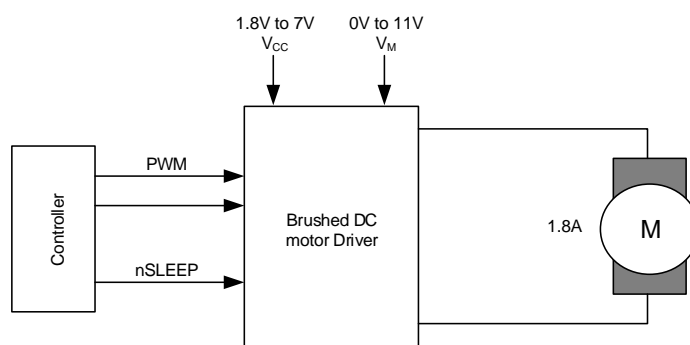 1.8V to 7V
VCC
0V to 11V
VM
Controller
PWM
nSLEEP
Brushed DC
motor Driver
1.8A
M